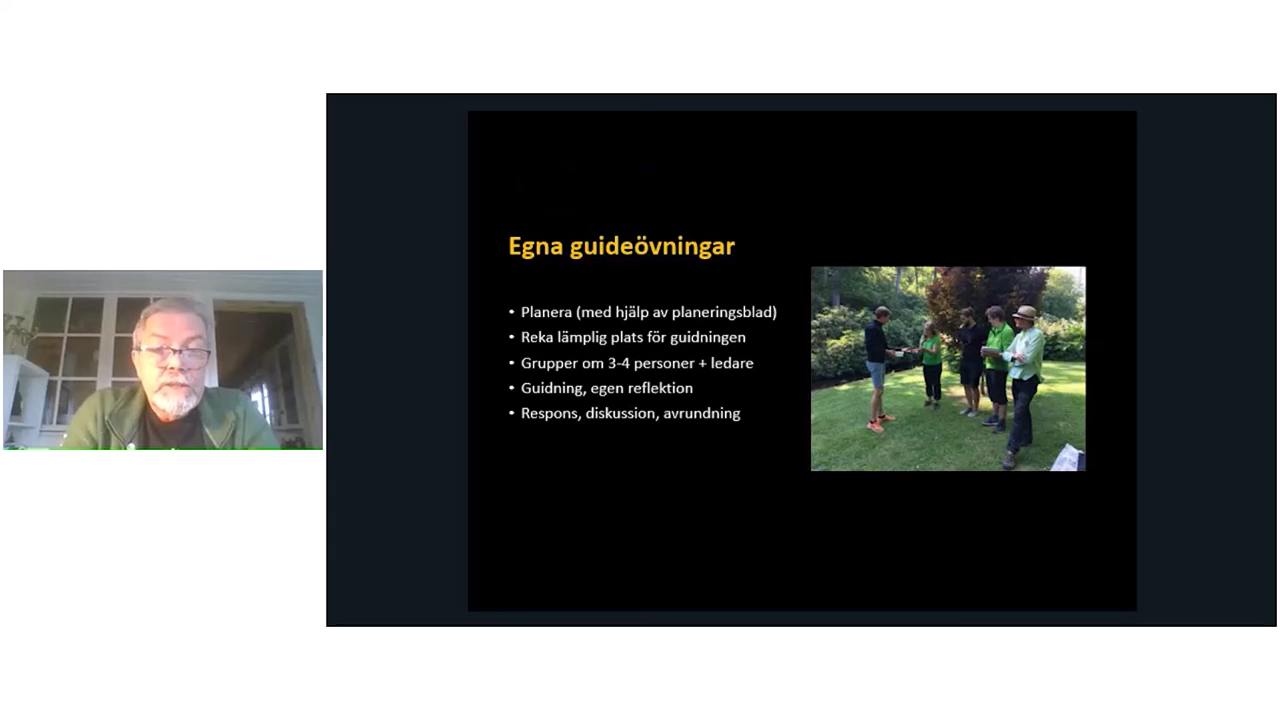 Egna guideövningar
• Planera (med hjälp av planeringsblad)
• Reka lämplig plats för guidningen
• Grupper om 3-4 personer + ledare
• Guidning, egen reflektion
• Respons, diskussion, avrundning